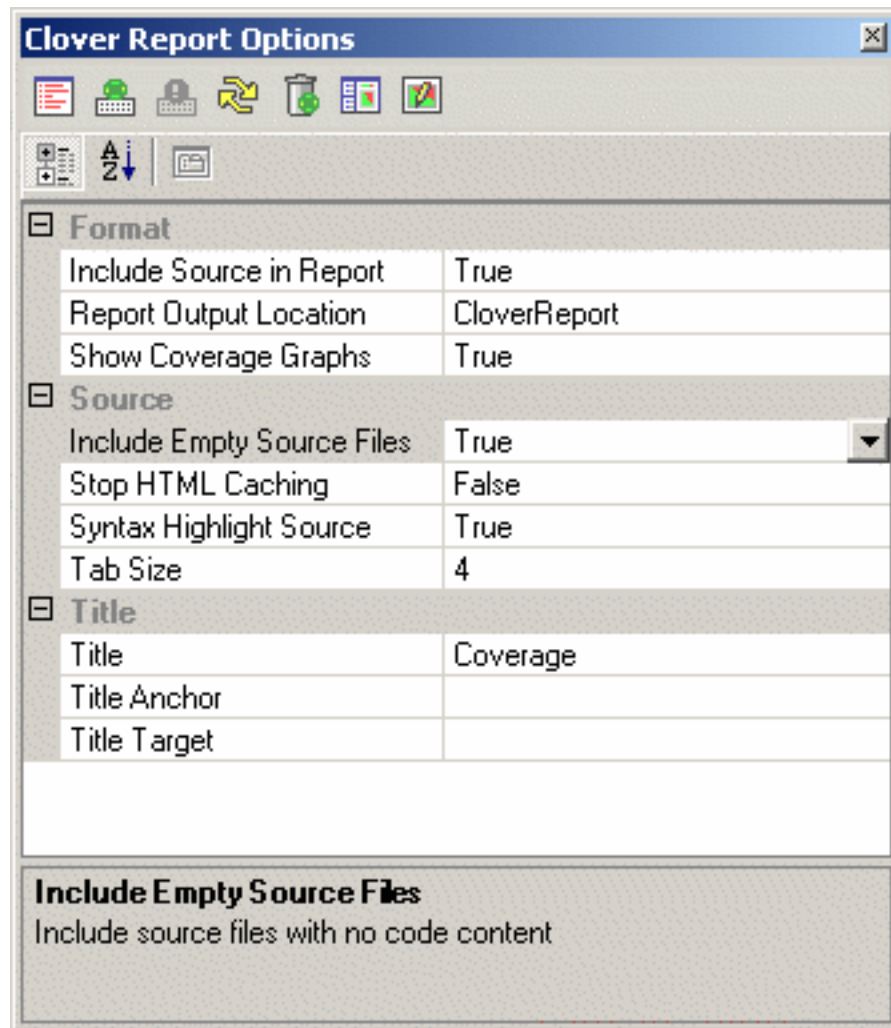 Clover Report Options
Format
Include Source in Report True
Report Output Location CloverReport
Show Coverage Graphs True
Source
Include Empty Source Files True
Stop HTML Caching False
Syntax Highlight Source True
Tab Size 4
Title
Title Coverage
Title Anchor
Title Target
Include Empty Source Files
Include source files with no code content